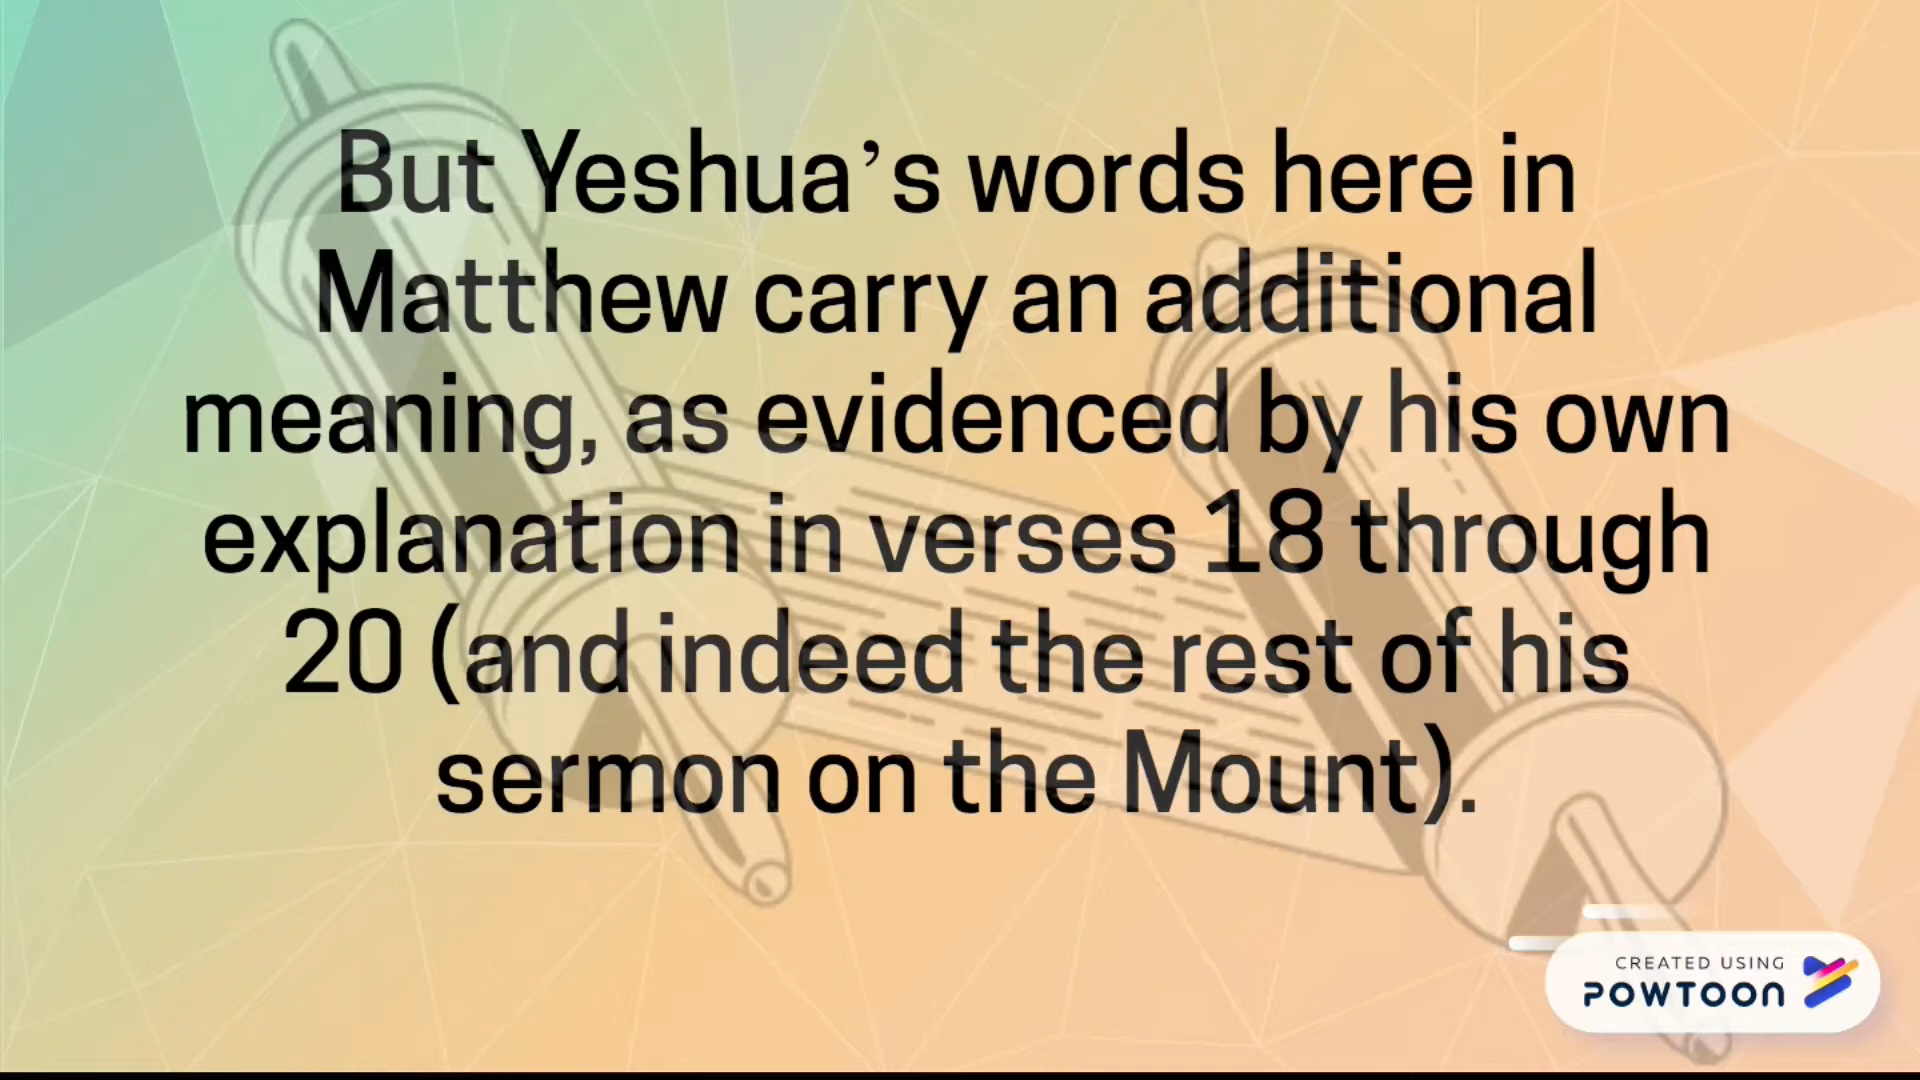 But Yeshua’s words here in
Matthew carry an additional
meaning, as evidenced by his own
explanation in verses 18 through
20 (and indeed the rest of his
sermon on the Mount).
CREATED USING
POWTOON